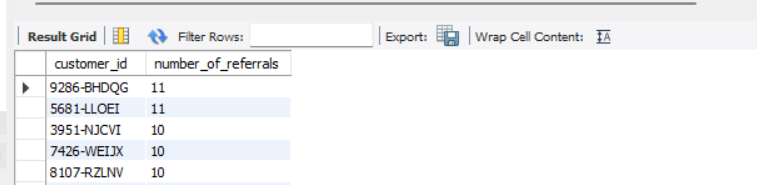 Result Grid Filter Rows: Export: Wrap Cell Content: IA
customer_id number_of_referrals
9286-BHDQG 11
5681-LLOEI 11
3951-NJCVI 10
7426-WEIJX 10
8107-RZLNV 10